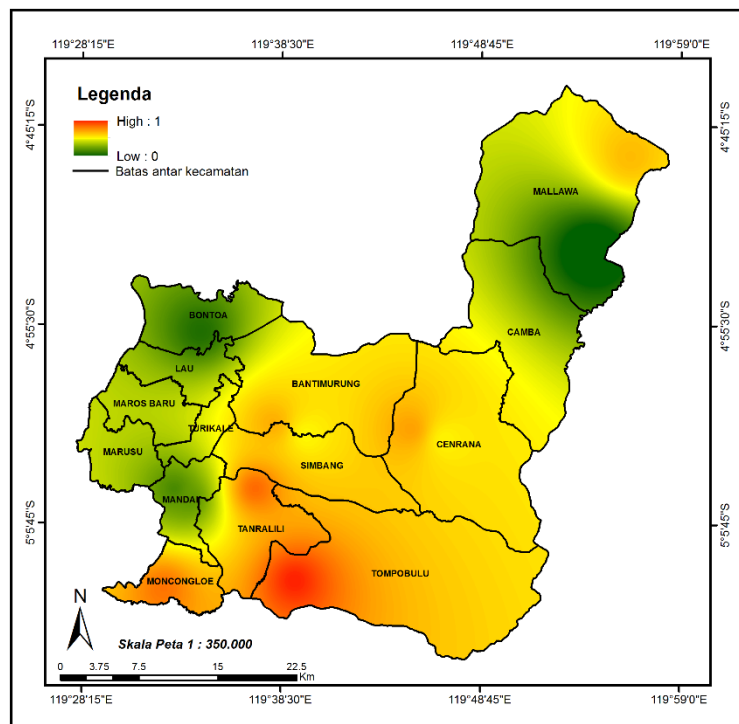 119°28'15"E 119°38'30"E 119°48'45"E 119°59'0"E
Legenda
High : 1
Low : 0
Batas antar kecamatan
4°45'15"S
4°45'15"S
MALLAWA
BONTOA
4°55'30"S
4°55'30"S
CAMBA
LAU
BANTIMURUNG
MAROS BARU
TURIKALE
CENRANA
MARUSU
SIMBANG
MANDAI
5°5'45"S
5°5'45"S
TANRALILI
TOMPOBULU
MONCONGLOE
N
Skala Peta 1 : 350.000
0 3.75 7.5 15 22.5
Km
119°28'15"E 119°38'30"E 119°48'45"E 119°59'0"E